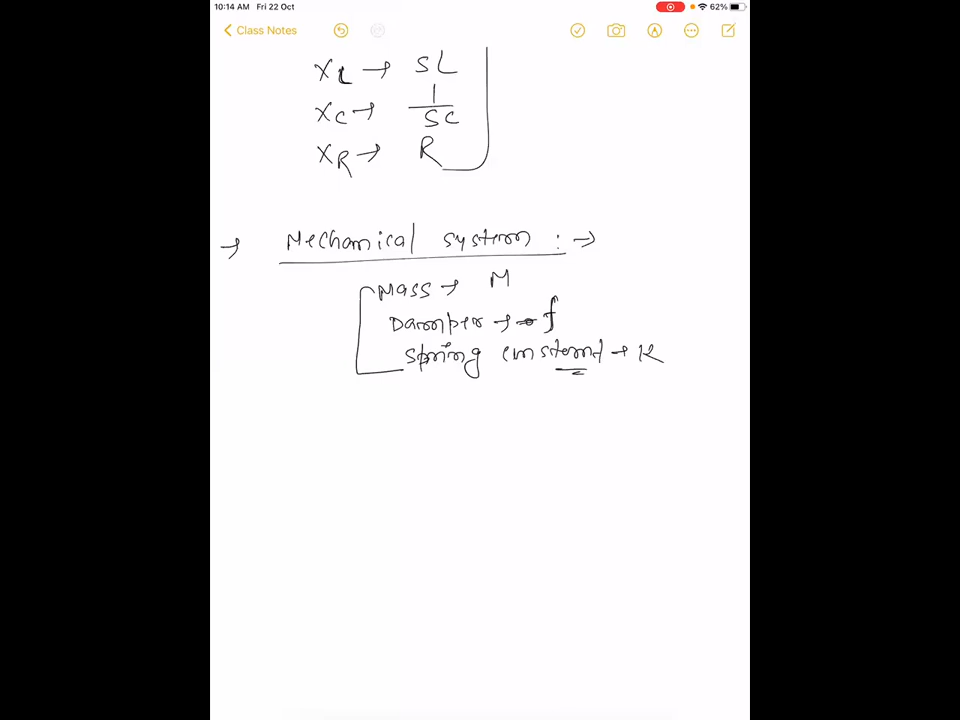 10:14 AM Fri 22 Oct 62%
Class Notes
XL → SL
XC → 1/SC
XR → R
→ Mechanical system :→
Mass → M
Damper → f
Spring constant → K